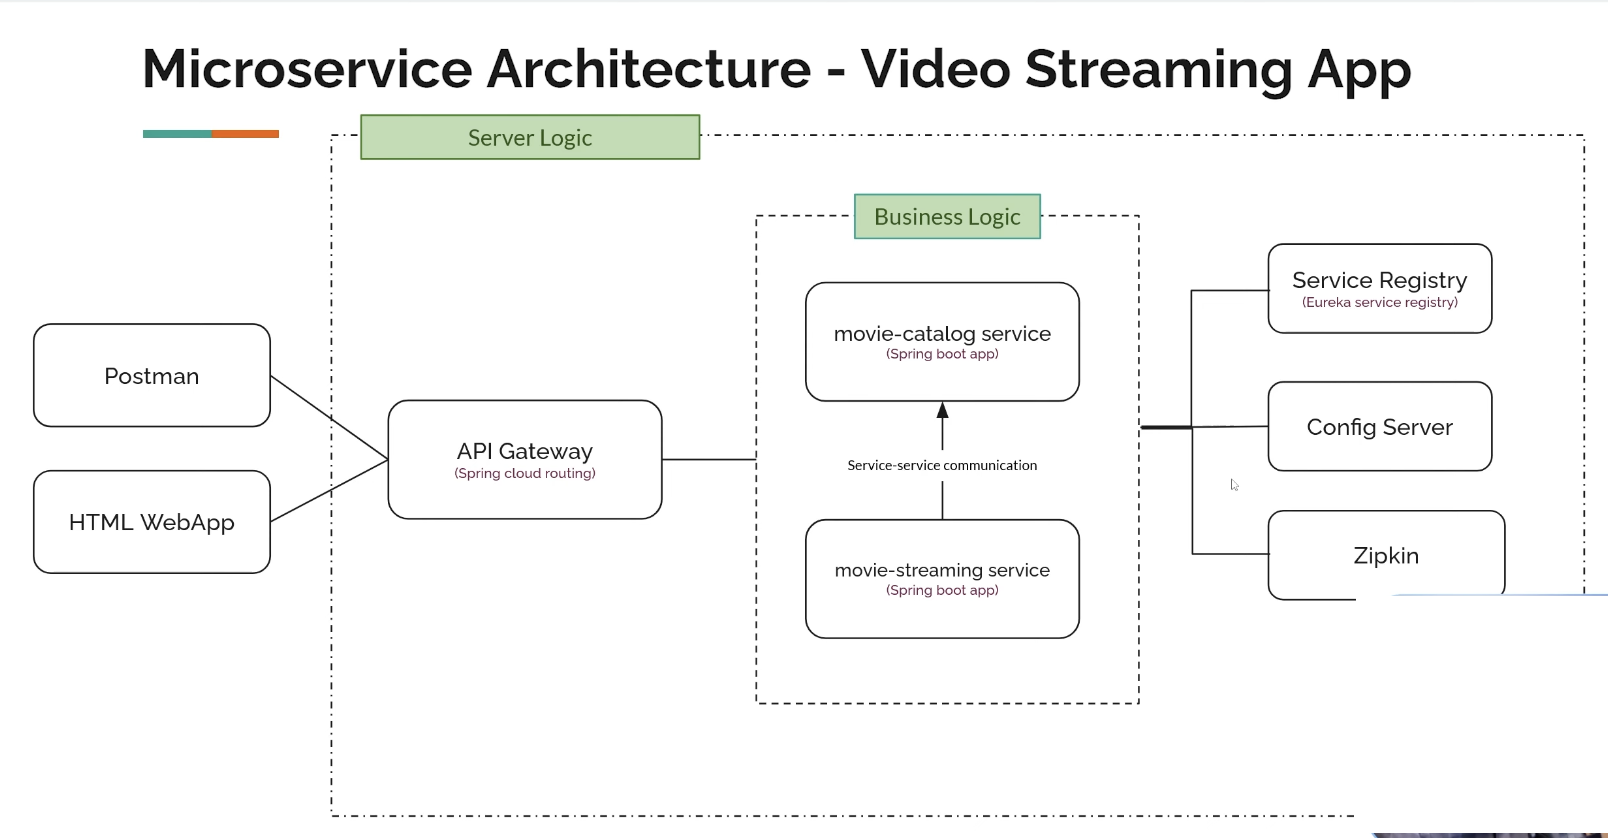 Microservice Architecture - Video Streaming App
Server Logic
Business Logic
Postman
HTML WebApp
API Gateway
(Spring cloud routing)
movie-catalog service
(Spring boot app)
Service-service communication
movie-streaming service
(Spring boot app)
Service Registry
(Eureka service registry)
Config Server
Zipkin